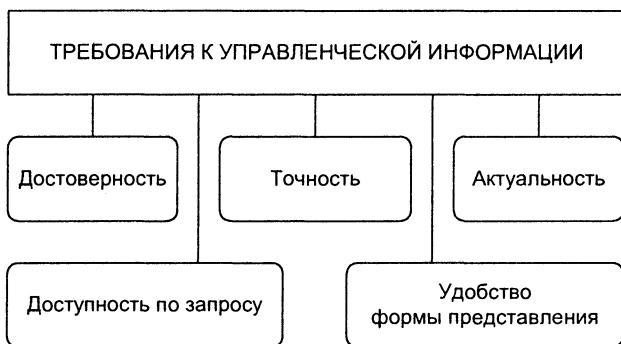 ТРЕБОВАНИЯ К УПРАВЛЕНЧЕСКОЙ ИНФОРМАЦИИ
Достоверность
Точность
Актуальность
Доступность по запросу
Удобство
формы представления